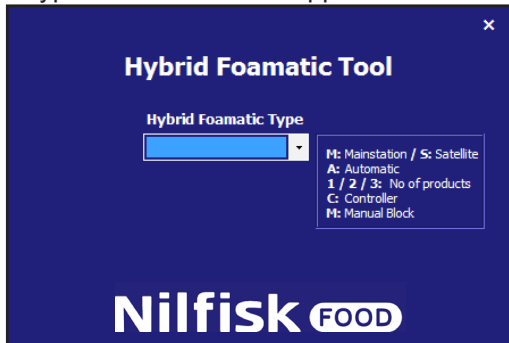 ×
Hybrid Foamatic Tool
Hybrid Foamatic Type
M: Mainstation / S: Satellite
A: Automatic
1 / 2 / 3: No of products
C: Controller
M: Manual Block
Nilfisk FOOD